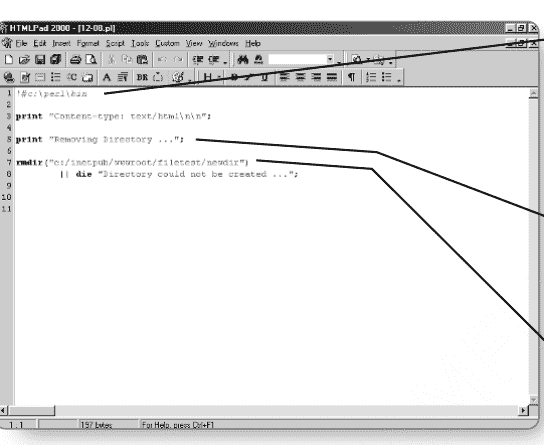 HTMLPad 2000 - [12-08.pl]
File Edit Insert Format Script Tools Custom View Windows Help
BR H B U
1 '#c:\perl\bin
2
3 print "Content-type: text/html\n\n";
4
5 print "Removing Directory ...";
6
7 rmdir("c:/inetpub/wwwroot/filetest/newdir")
8 || die "Directory could not be created ...";
9
10
11
1.1 197 bytes For Help, press Ctrl+F1